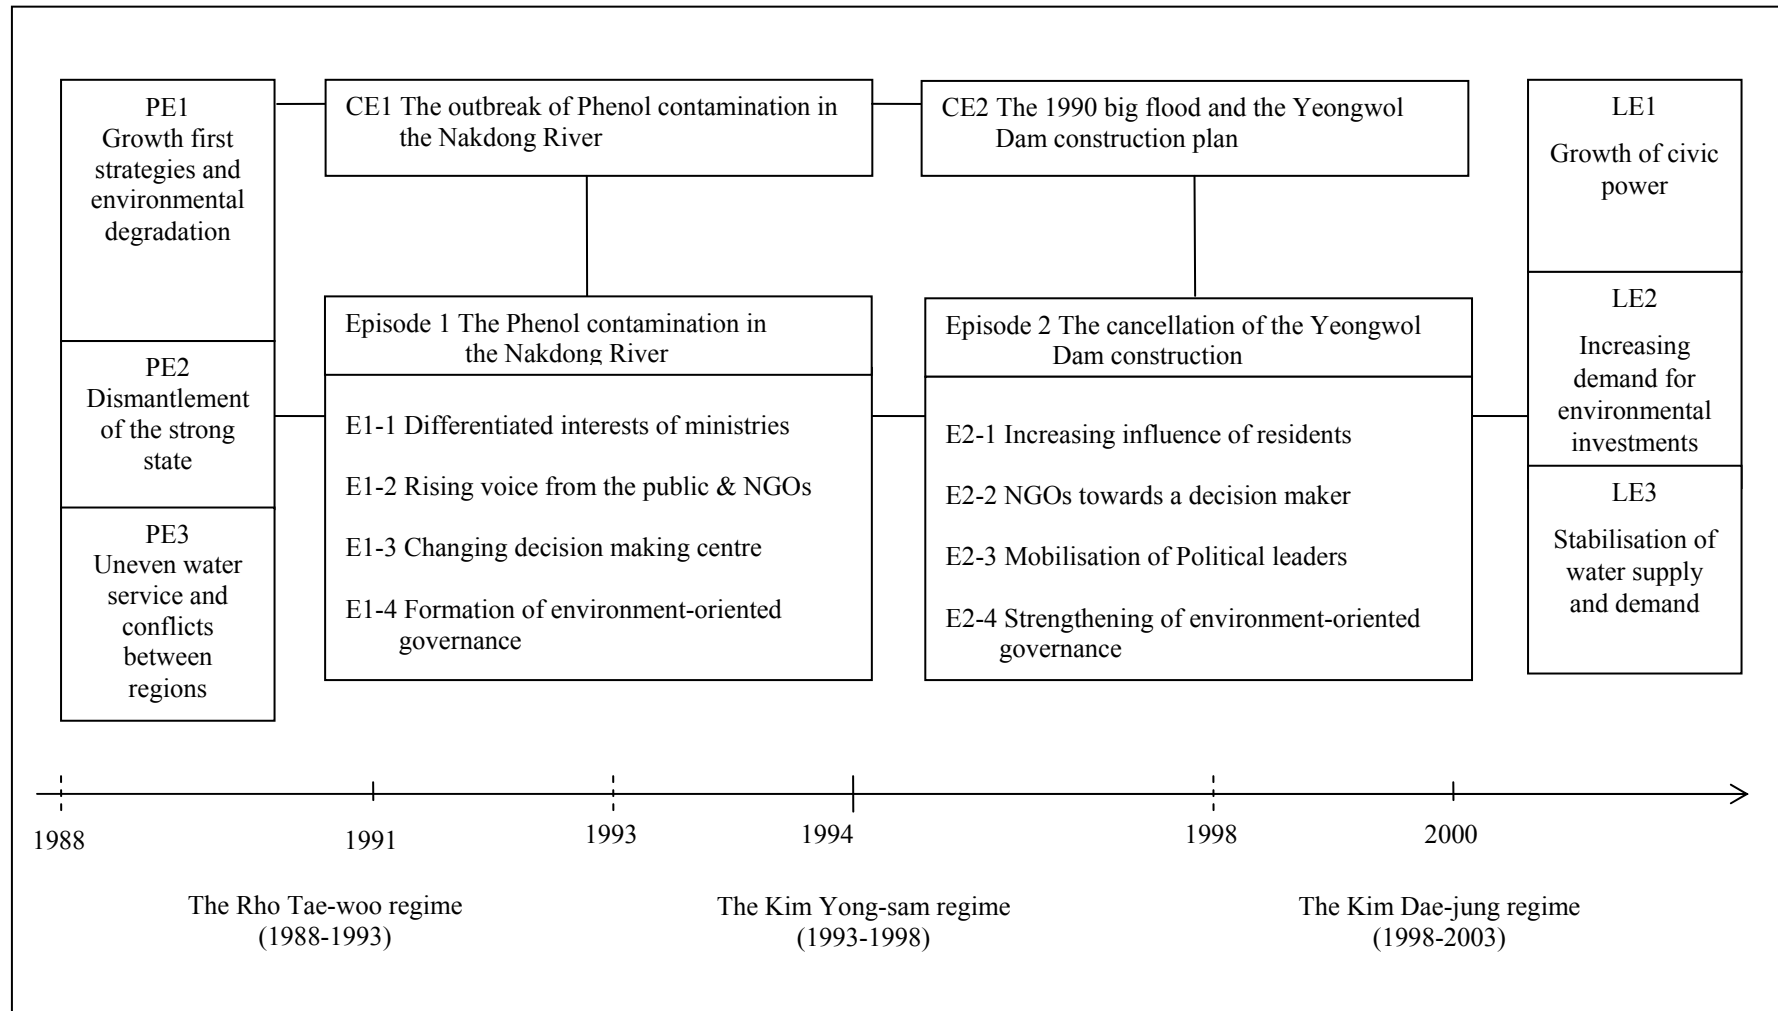 PE1
Growth first
strategies and
environmental
degradation
PE2
Dismantlement
of the strong
state
PE3
Uneven water
service and
conflicts
between
regions
CE1 The outbreak of Phenol contamination in
the Nakdong River
Episode 1 The Phenol contamination in
the Nakdong River
E1-1 Differentiated interests of ministries
E1-2 Rising voice from the public & NGOs
E1-3 Changing decision making centre
E1-4 Formation of environment-oriented
governance
CE2 The 1990 big flood and the Yeongwol
Dam construction plan
Episode 2 The cancellation of the Yeongwol
Dam construction
E2-1 Increasing influence of residents
E2-2 NGOs towards a decision maker
E2-3 Mobilisation of Political leaders
E2-4 Strengthening of environment-oriented
governance
LE1
Growth of civic
power
LE2
Increasing
demand for
environmental
investments
LE3
Stabilisation of
water supply
and demand
1988
1991
1993
1994
1998
2000
The Rho Tae-woo regime
(1988-1993)
The Kim Yong-sam regime
(1993-1998)
The Kim Dae-jung regime
(1998-2003)